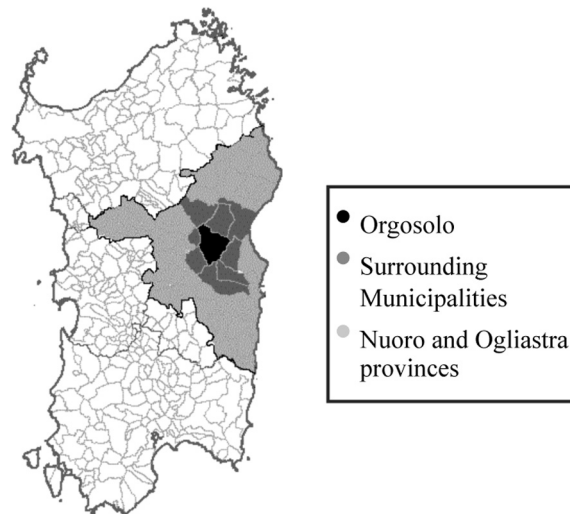 Orgosolo
Surrounding
Municipalities
Nuoro and Ogliastra
provinces